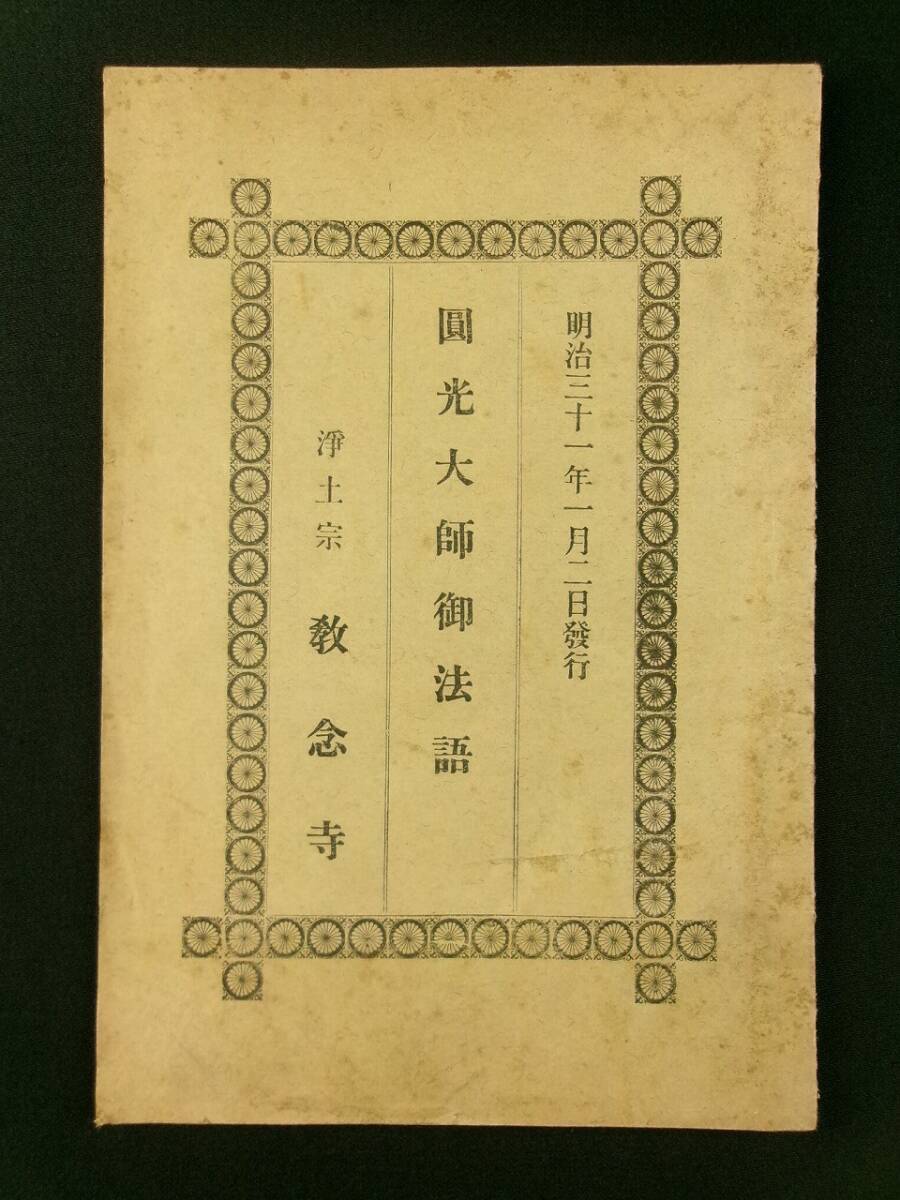 明治三十一年一月二日發行
圓光大師御法語
淨土宗 教念寺